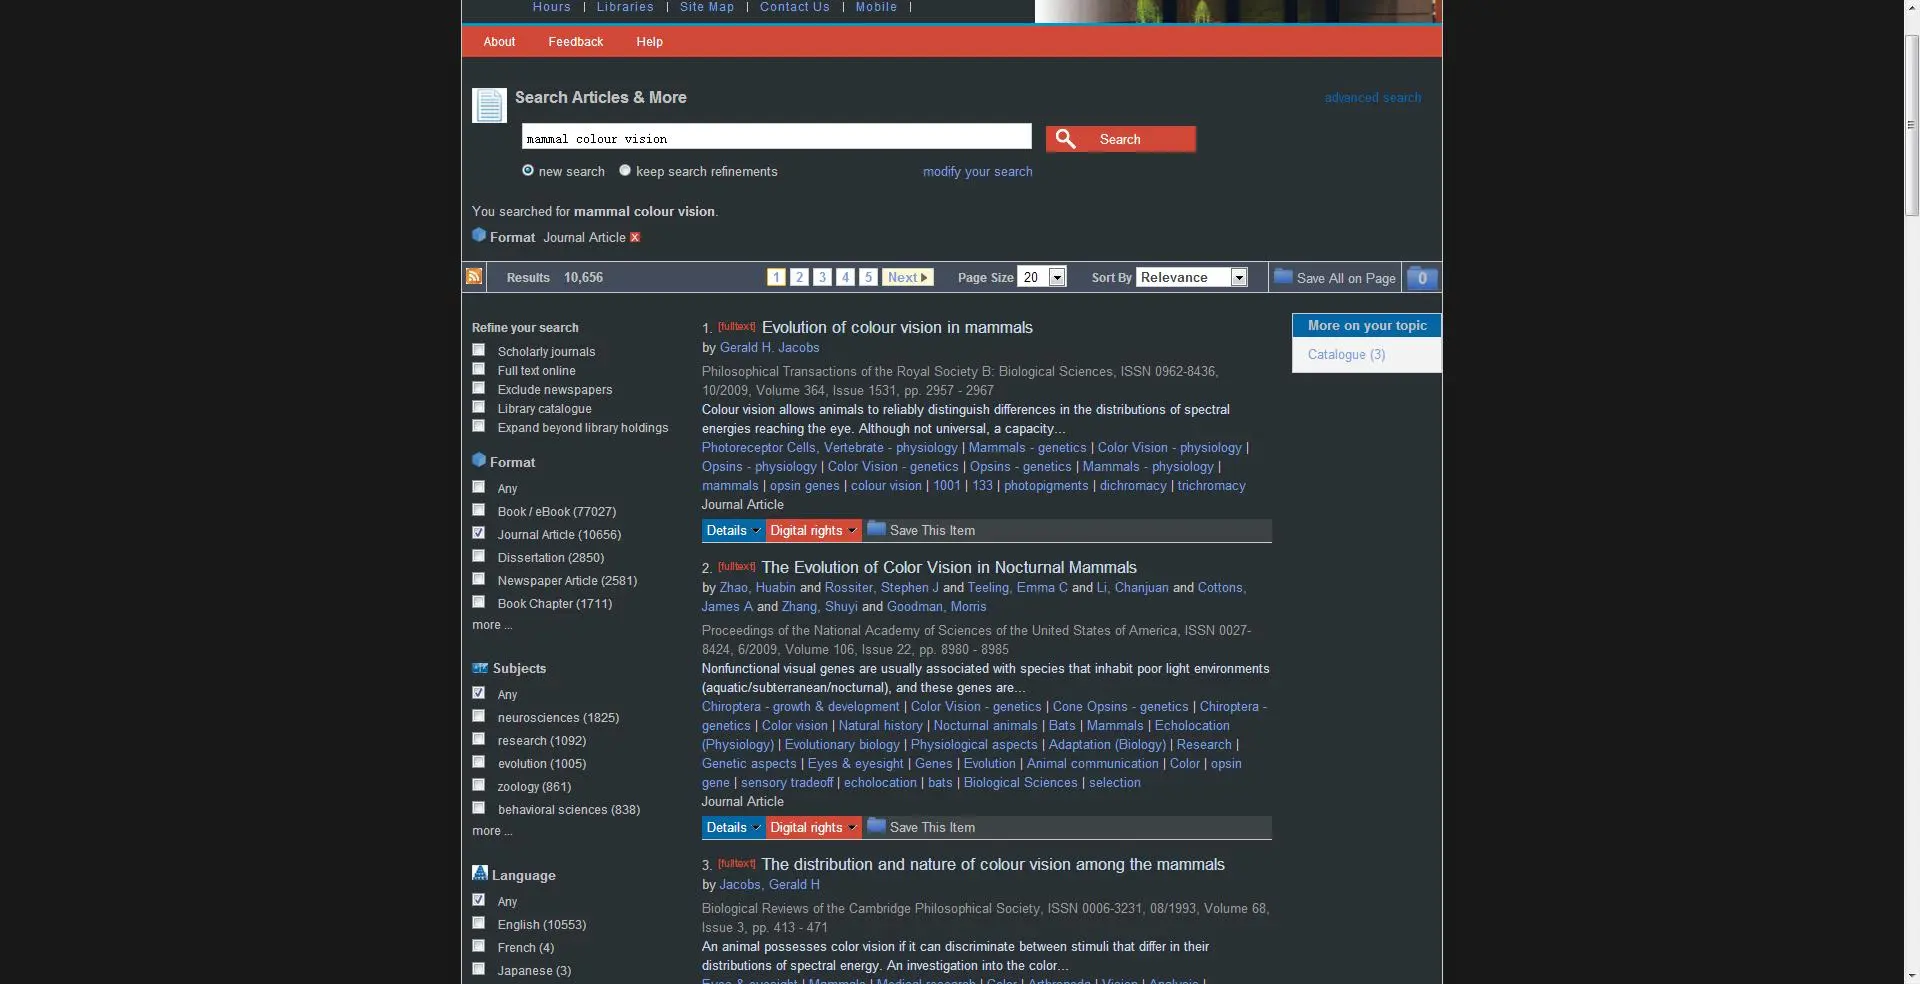 Hours | Libraries | Site Map | Contact Us | Mobile |
About Feedback Help
Search Articles & More
advanced search
mammal colour vision
Search
new search keep search refinements modify your search
You searched for mammal colour vision.
Format Journal Article x
Results 10,656 1 2 3 4 5 Next Page Size 20 Sort By Relevance Save All on Page 0
Refine your search
Scholarly journals
Full text online
Exclude newspapers
Library catalogue
Expand beyond library holdings
Format
Any
Book / eBook (77027)
Journal Article (10656)
Dissertation (2850)
Newspaper Article (2581)
Book Chapter (1711)
more ...
Subjects
Any
neurosciences (1825)
research (1092)
evolution (1005)
zoology (861)
behavioral sciences (838)
more ...
Language
Any
English (10553)
French (4)
Japanese (3)
1. [fulltext] Evolution of colour vision in mammals
by Gerald H. Jacobs
Philosophical Transactions of the Royal Society B: Biological Sciences, ISSN 0962-8436,
10/2009, Volume 364, Issue 1531, pp. 2957 - 2967
Colour vision allows animals to reliably distinguish differences in the distributions of spectral
energies reaching the eye. Although not universal, a capacity...
Photoreceptor Cells, Vertebrate - physiology | Mammals - genetics | Color Vision - physiology |
Opsins - physiology | Color Vision - genetics | Opsins - genetics | Mammals - physiology |
mammals | opsin genes | colour vision | 1001 | 133 | photopigments | dichromacy | trichromacy
Journal Article
Details Digital rights Save This Item
2. [fulltext] The Evolution of Color Vision in Nocturnal Mammals
by Zhao, Huabin and Rossiter, Stephen J and Teeling, Emma C and Li, Chanjuan and Cottons,
James A and Zhang, Shuyi and Goodman, Morris
Proceedings of the National Academy of Sciences of the United States of America, ISSN 0027-
8424, 6/2009, Volume 106, Issue 22, pp. 8980 - 8985
Nonfunctional visual genes are usually associated with species that inhabit poor light environments
(aquatic/subterranean/nocturnal), and these genes are...
Chiroptera - growth & development | Color Vision - genetics | Cone Opsins - genetics | Chiroptera -
genetics | Color vision | Natural history | Nocturnal animals | Bats | Mammals | Echolocation
(Physiology) | Evolutionary biology | Physiological aspects | Adaptation (Biology) | Research |
Genetic aspects | Eyes & eyesight | Genes | Evolution | Animal communication | Color | opsin
gene | sensory tradeoff | echolocation | bats | Biological Sciences | selection
Journal Article
Details Digital rights Save This Item
3. [fulltext] The distribution and nature of colour vision among the mammals
by Jacobs, Gerald H
Biological Reviews of the Cambridge Philosophical Society, ISSN 0006-3231, 08/1993, Volume 68,
Issue 3, pp. 413 - 471
An animal possesses color vision if it can discriminate between stimuli that differ in their
distributions of spectral energy. An investigation into the color...
Eyes & eyesight | Mammals | Medical research | Color | Arthropods | Vision | Analysis |
More on your topic
Catalogue (3)